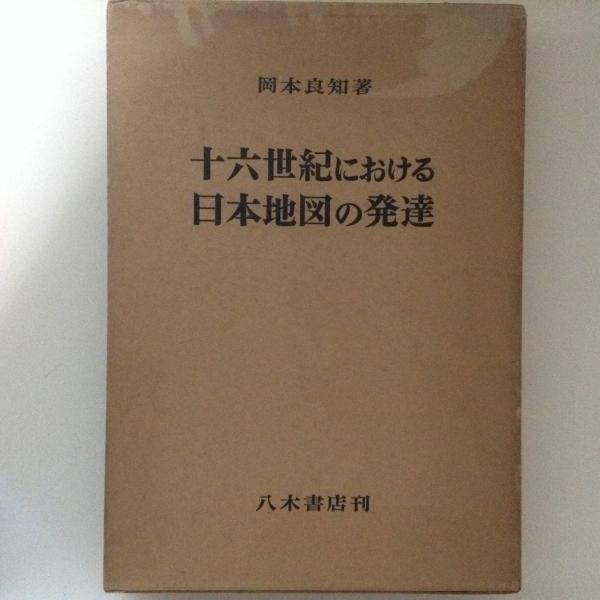 岡本良知著
十六世紀における
日本地図の発達
八木書店刊